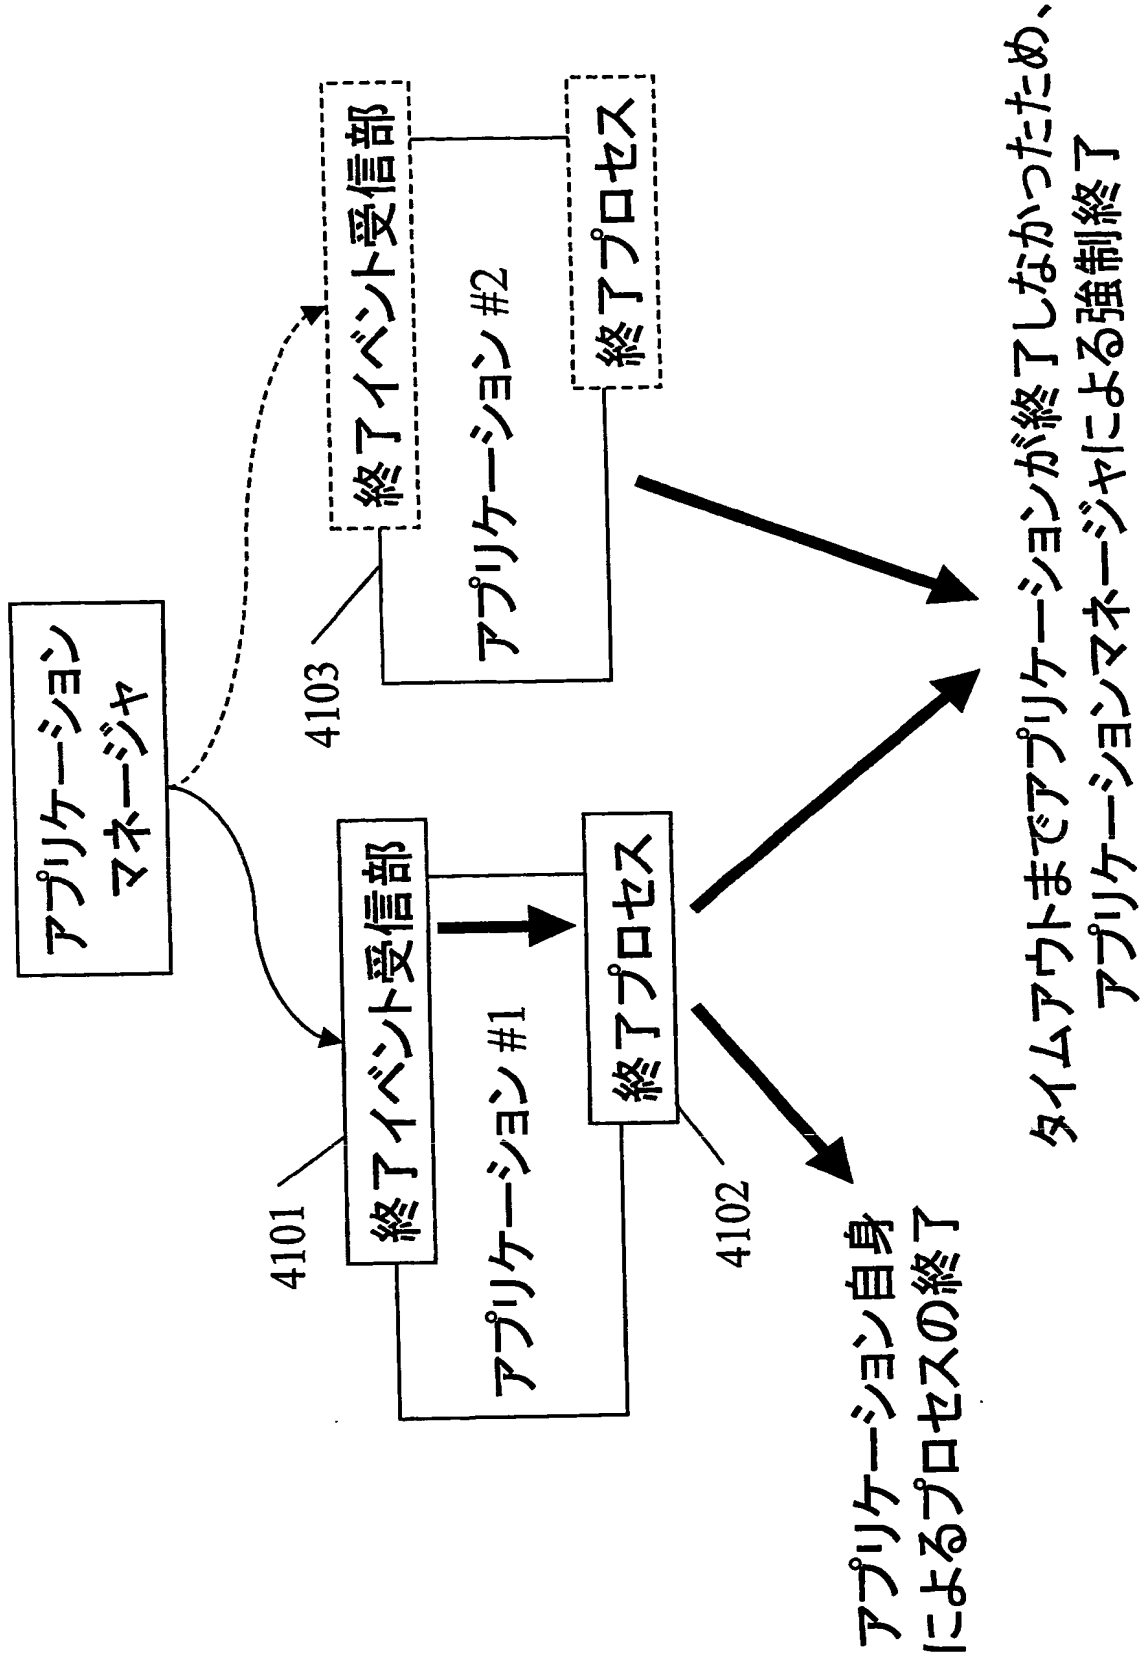 アプリケーション
マネージャ
4101
終了イベント受信部
アプリケーション #1
終了プロセス
4102
4103
終了イベント受信部
アプリケーション #2
終了プロセス
アプリケーション自身
によるプロセスの終了
タイムアウトまでアプリケーションが終了しなかったため、
アプリケーションマネージャによる強制終了